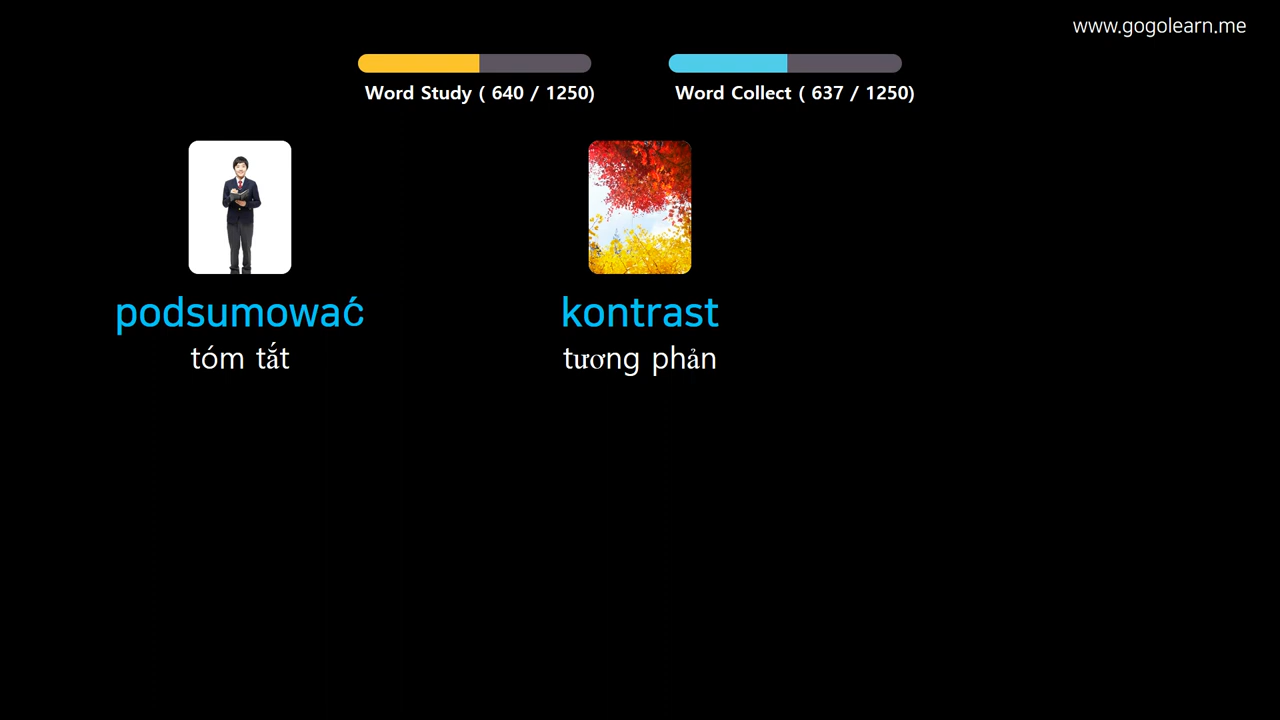 www.gogolearn.me
Word Study ( 640 / 1250)
Word Collect ( 637 / 1250)
podsumować
tóm tắt
kontrast
tương phản